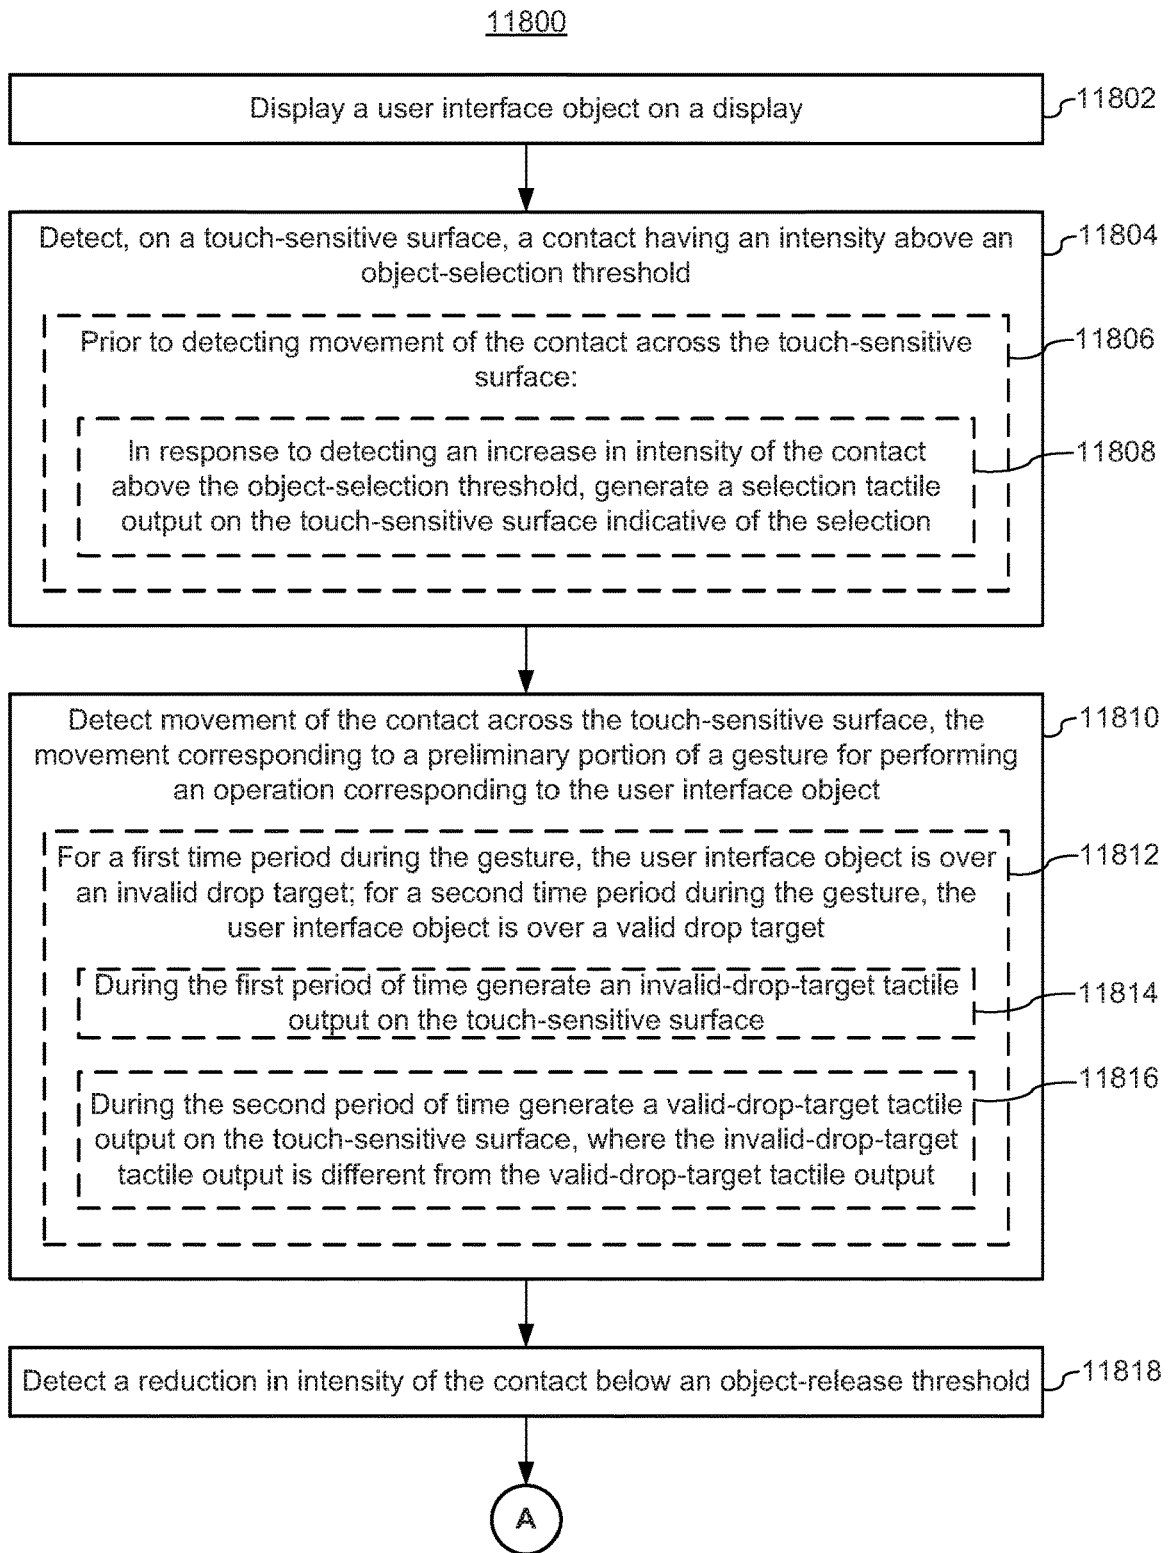 11800
Display a user interface object on a display
11802
Detect, on a touch-sensitive surface, a contact having an intensity above an
object-selection threshold
11804
Prior to detecting movement of the contact across the touch-sensitive
surface:
11806
In response to detecting an increase in intensity of the contact
above the object-selection threshold, generate a selection tactile
output on the touch-sensitive surface indicative of the selection
11808
Detect movement of the contact across the touch-sensitive surface, the
movement corresponding to a preliminary portion of a gesture for performing
an operation corresponding to the user interface object
11810
For a first time period during the gesture, the user interface object is over
an invalid drop target; for a second time period during the gesture, the
user interface object is over a valid drop target
11812
During the first period of time generate an invalid-drop-target tactile
output on the touch-sensitive surface
11814
During the second period of time generate a valid-drop-target tactile
output on the touch-sensitive surface, where the invalid-drop-target
tactile output is different from the valid-drop-target tactile output
11816
Detect a reduction in intensity of the contact below an object-release threshold
11818
A